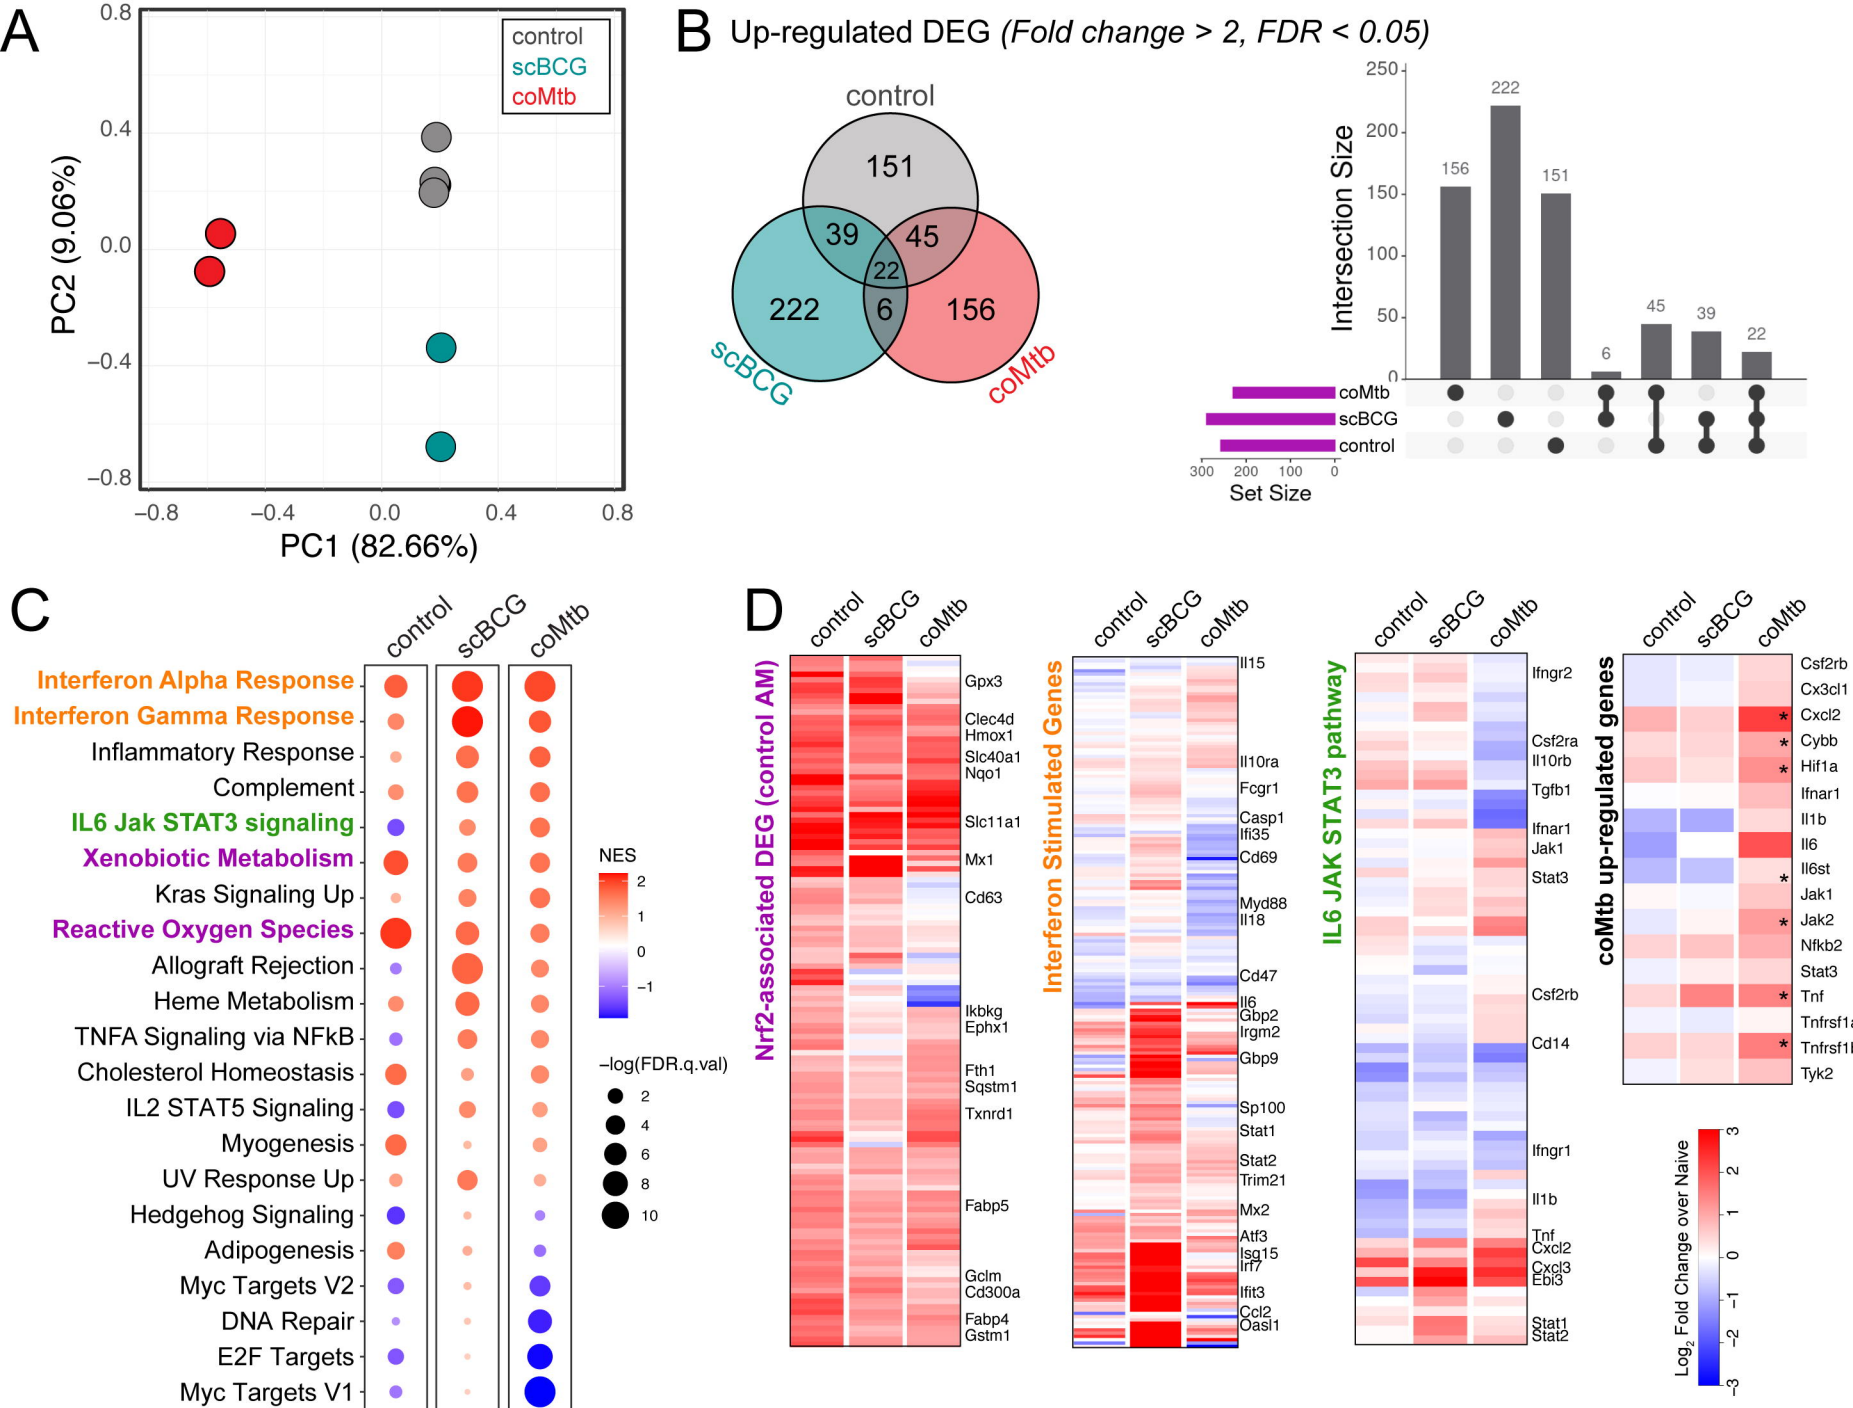 A
control
scBCG
coMtb
0.8
0.4
0.0
−0.4
−0.8
PC2 (9.06%)
−0.8
−0.4
0.0
0.4
0.8
PC1 (82.66%)
B
Up-regulated DEG (Fold change > 2, FDR < 0.05)
control
151
39
45
22
222
6
156
scBCG
coMtb
Intersection Size
250
200
150
100
50
0
156
222
151
6
45
39
22
coMtb
scBCG
control
300
200
100
0
Set Size
C
control
scBCG
coMtb
Interferon Alpha Response
Interferon Gamma Response
Inflammatory Response
Complement
IL6 Jak STAT3 signaling
Xenobiotic Metabolism
Kras Signaling Up
Reactive Oxygen Species
Allograft Rejection
Heme Metabolism
TNFA Signaling via NFkB
Cholesterol Homeostasis
IL2 STAT5 Signaling
Myogenesis
UV Response Up
Hedgehog Signaling
Adipogenesis
Myc Targets V2
DNA Repair
E2F Targets
Myc Targets V1
NES
2
1
0
−1
−log(FDR.q.val)
2
4
6
8
10
D
Nrf2-associated DEG (control AM)
control
scBCG
coMtb
Gpx3
Clec4d
Hmox1
Slc40a1
Nqo1
Slc11a1
Mx1
Cd63
Ikbkg
Ephx1
Fth1
Sqstm1
Txnrd1
Fabp5
Gclm
Cd300a
Fabp4
Gstm1
Interferon Stimulated Genes
control
scBCG
coMtb
Il15
Il10ra
Fcgr1
Casp1
Ifi35
Cd69
Myd88
Il18
Cd47
Il6
Gbp2
Irgm2
Gbp9
Sp100
Stat1
Stat2
Trim21
Mx2
Atf3
Isg15
Irf7
Ifit3
Ccl2
Oasl1
IL6 JAK STAT3 pathway
control
scBCG
coMtb
Ifngr2
Csf2ra
Il10rb
Tgfb1
Ifnar1
Jak1
Stat3
Csf2rb
Cd14
Ifngr1
Il1b
Tnf
Cxcl2
Cxcl3
Ebi3
Stat1
Stat2
coMtb up-regulated genes
control
scBCG
coMtb
Csf2rb
Cx3cl1
* Cxcl2
* Cybb
* Hif1a
Ifnar1
Il1b
Il6
* Il6st
Jak1
* Jak2
Nfkb2
Stat3
* Tnf
Tnfrsf1a
* Tnfrsf1b
Tyk2
Log2 Fold Change over Naive
3
2
1
0
−1
−2
−3